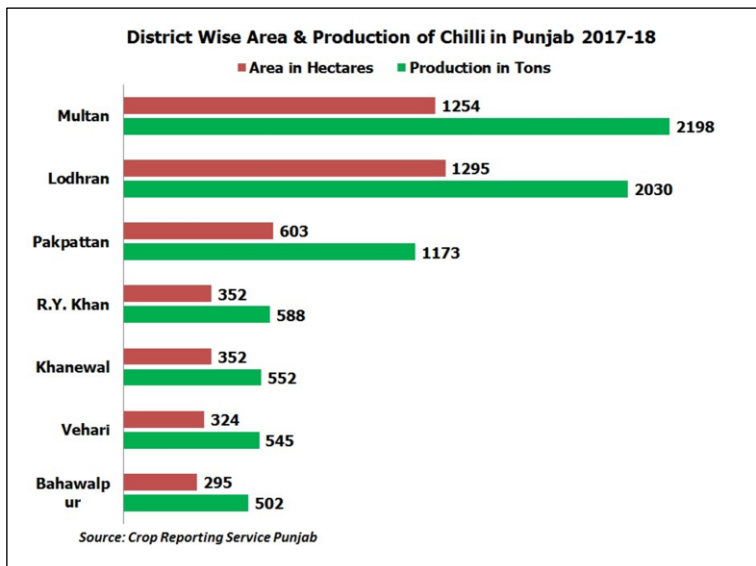 District Wise Area & Production of Chilli in Punjab 2017-18
Area in Hectares Production in Tons
Multan
1254
2198
Lodhran
1295
2030
Pakpattan
603
1173
R.Y. Khan
352
588
Khanewal
352
552
Vehari
324
545
Bahawalp
ur
295
502
Source: Crop Reporting Service Punjab